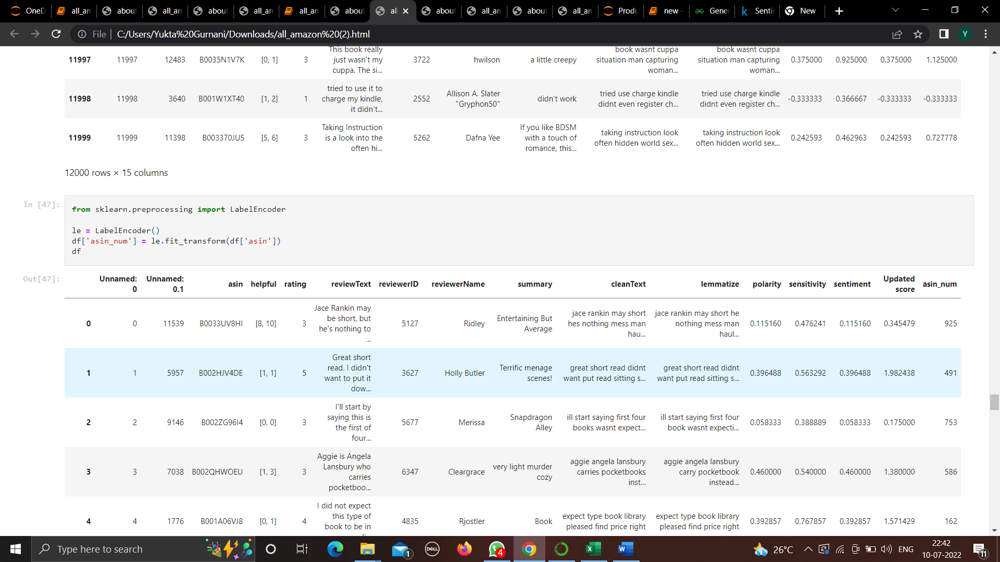 OneD all_am about all_am about all_am all_am about all about all_am about all_am Produ new - Gene Senti New
File C:/Users/Yukta%20Gurnani/Downloads/all_amazon%20(2).html Y
11997 11997 12483 B0035N1V7K [0, 1] 3 This book really just wasn't my cuppa. The si... 3722 hwilson a little creepy book wasnt cuppa situation man capturing woman... book wasnt cuppa situation man capturing woman... 0.375000 0.925000 0.375000 1.125000
11998 11998 3640 B001W1XT40 [1, 2] 1 tried to use it to charge my kindle, it didn't... 2552 Allison A. Slater "Gryphon50" didn't work tried use charge kindle didnt even register ch... tried use charge kindle didnt even register ch... -0.333333 0.366667 -0.333333 -0.333333
11999 11999 11398 B003370JUS [5, 6] 3 Taking Instruction is a look into the often hi... 5262 Dafna Yee If you like BDSM with a touch of romance, this... taking instruction look often hidden world sex... taking instruction look often hidden world sex... 0.242593 0.462963 0.242593 0.727778
12000 rows × 15 columns
In [47]:
from sklearn.preprocessing import LabelEncoder
le = LabelEncoder()
df['asin_num'] = le.fit_transform(df['asin'])
df
Out[47]:
Unnamed: 0 Unnamed: 0.1 asin helpful rating reviewText reviewerID reviewerName summary cleanText lemmatize polarity sensitivity sentiment Updated score asin_num
0 0 11539 B0033UV8HI [8, 10] 3 Jace Rankin may be short, but he's nothing to ... 5127 Ridley Entertaining But Average jace rankin may short hes nothing mess man hau... jace rankin may short he nothing mess man haul... 0.115160 0.476241 0.115160 0.345479 925
1 1 5957 B002HJV4DE [1, 1] 5 Great short read. I didn't want to put it dow... 3627 Holly Butler Terrific menage scenes! great short read didnt want put read sitting s... great short read didnt want put read sitting s... 0.396488 0.563292 0.396488 1.982438 491
2 2 9146 B002ZG96I4 [0, 0] 3 I'll start by saying this is the first of four... 5677 Merissa Snapdragon Alley ill start saying first four books wasnt expect... ill start saying first four book wasnt expecti... 0.058333 0.388889 0.058333 0.175000 753
3 3 7038 B002QHWOEU [1, 3] 3 Aggie is Angela Lansbury who carries pocketboo... 6347 Cleargrace very light murder cozy aggie angela lansbury carries pocketbooks inst... aggie angela lansbury carry pocketbook instead... 0.460000 0.540000 0.460000 1.380000 586
4 4 1776 B001A06VJ8 [0, 1] 4 I did not expect this type of book to be in 4835 Rjostler Book expect type book library pleased find price right expect type book library pleased find price right 0.392857 0.767857 0.392857 1.571429 162
Type here to search 1 DELL 4 26°C ENG 22:42 10-07-2022 11